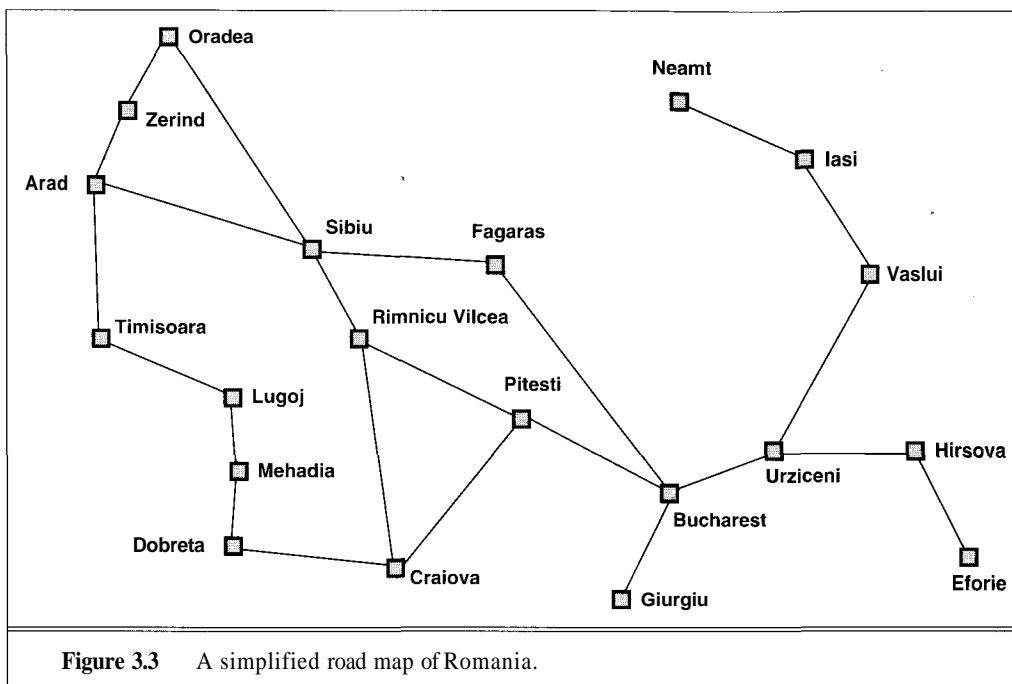 Oradea
Neamt
Zerind
Iasi
Arad
Sibiu
Fagaras
Vaslui
Timisoara
Rimnicu Vilcea
Lugoj
Pitesti
Mehadia
Hirsova
Urziceni
Bucharest
Dobreta
Craiova
Eforie
Giurgiu
Figure 3.3 A simplified road map of Romania.